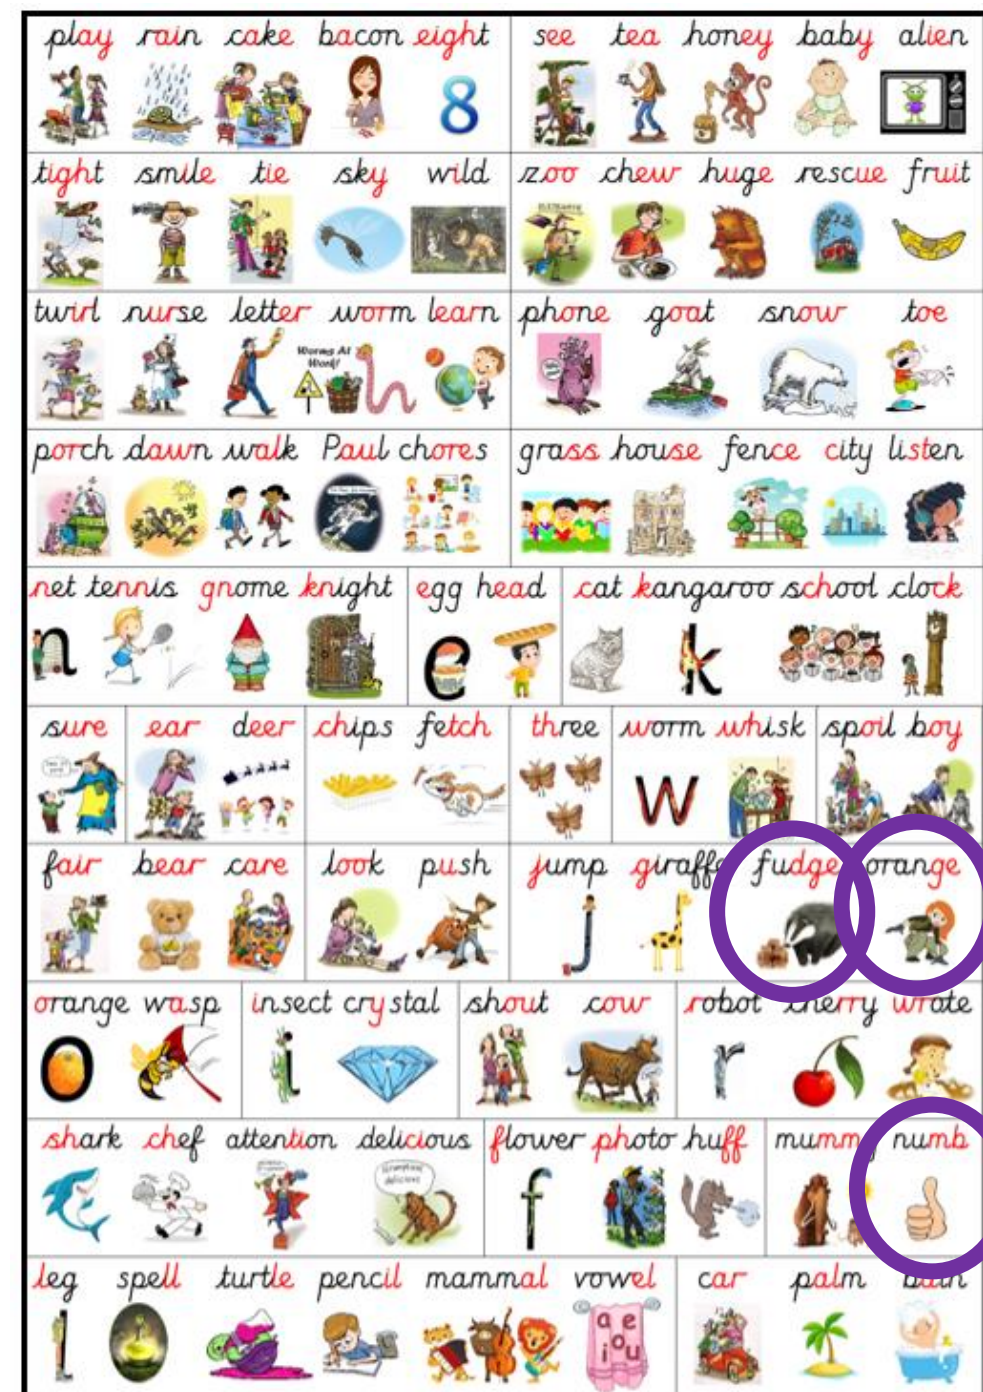 play rain cake bacon eight see tea honey baby alien
8
tight smile tie sky wild zoo chew huge rescue fruit
twirl nurse letter worm learn phone goat snow toe
Worms At
Work!
porch dawn walk Paul chores grass house fence city listen
net tennis gnome knight egg head cat kangaroo school clock
n e k
sure ear deer chips fetch three worm whisk spoil boy
w
fair bear care look push jump giraffe fudge orange
j
orange wasp insect crystal shout cow robot cherry wrote
o i r
shark chef attention delicious flower photo huff mummy numb
f
leg spell turtle pencil mammal vowel car palm bath
l
a e
i o u